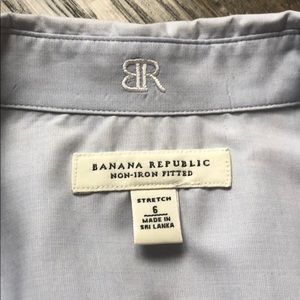 BR
BANANA REPUBLIC
NON-IRON FITTED
STRETCH
6
MADE IN
SRI LANKA